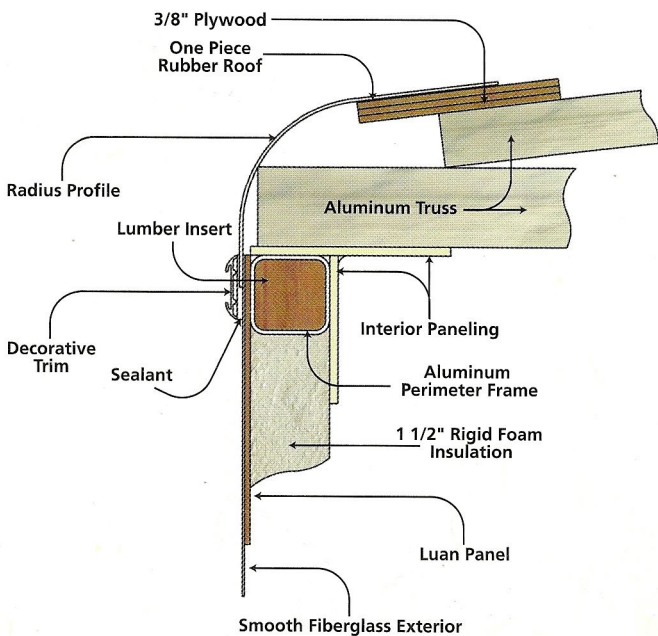 3/8" Plywood
One Piece
Rubber Roof
Radius Profile
Lumber Insert
Aluminum Truss
Decorative
Trim
Sealant
Interior Paneling
Aluminum
Perimeter Frame
1 1/2" Rigid Foam
Insulation
Luan Panel
Smooth Fiberglass Exterior